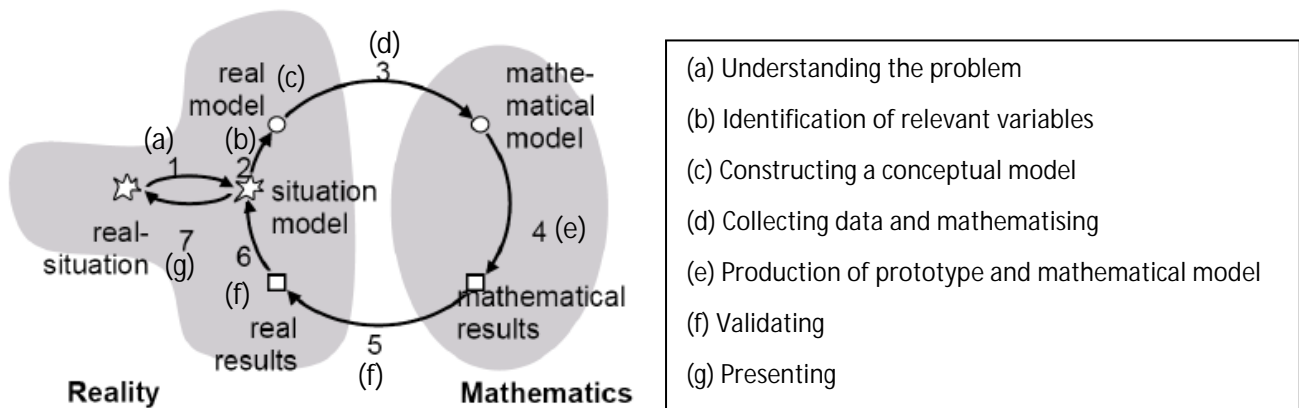 (d)
3
real
model
(c)
mathe-
matical
model
(a)
1
(b)
2
situation
model
real-
situation
7
(g)
6
(f)
4 (e)
real
results
mathematical
results
5
(f)
Reality
Mathematics
(a) Understanding the problem
(b) Identification of relevant variables
(c) Constructing a conceptual model
(d) Collecting data and mathematising
(e) Production of prototype and mathematical model
(f) Validating
(g) Presenting